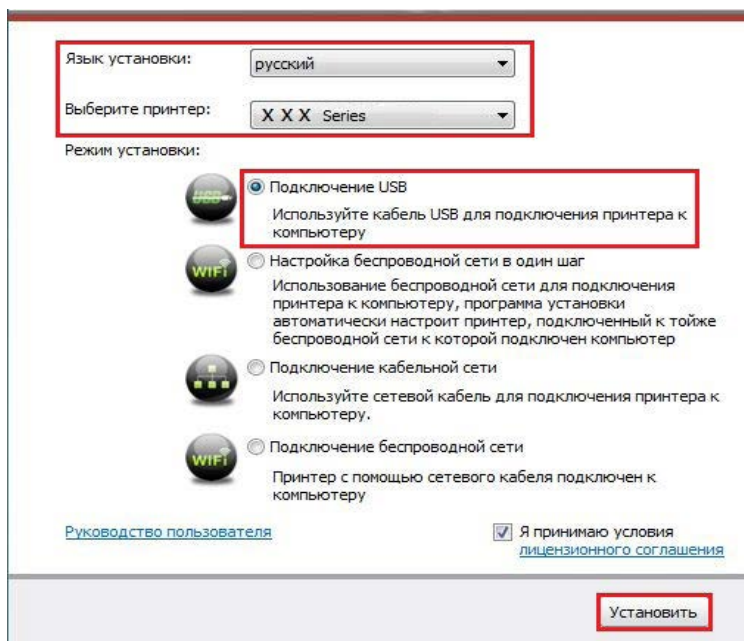 Язык установки: русский
Выберите принтер: X X X Series
Режим установки:
USB
Подключение USB
Используйте кабель USB для подключения принтера к
компьютеру
WIFI
Настройка беспроводной сети в один шаг
Использование беспроводной сети для подключения
принтера к компьютеру, программа установки
автоматически настроит принтер, подключенный к тойже
беспроводной сети к которой подключен компьютер
Подключение кабельной сети
Используйте сетевой кабель для подключения принтера к
компьютеру.
WIFI
Подключение беспроводной сети
Принтер с помощью сетевого кабеля подключен к
компьютеру
Руководство пользователя
Я принимаю условия
лицензионного соглашения
Установить